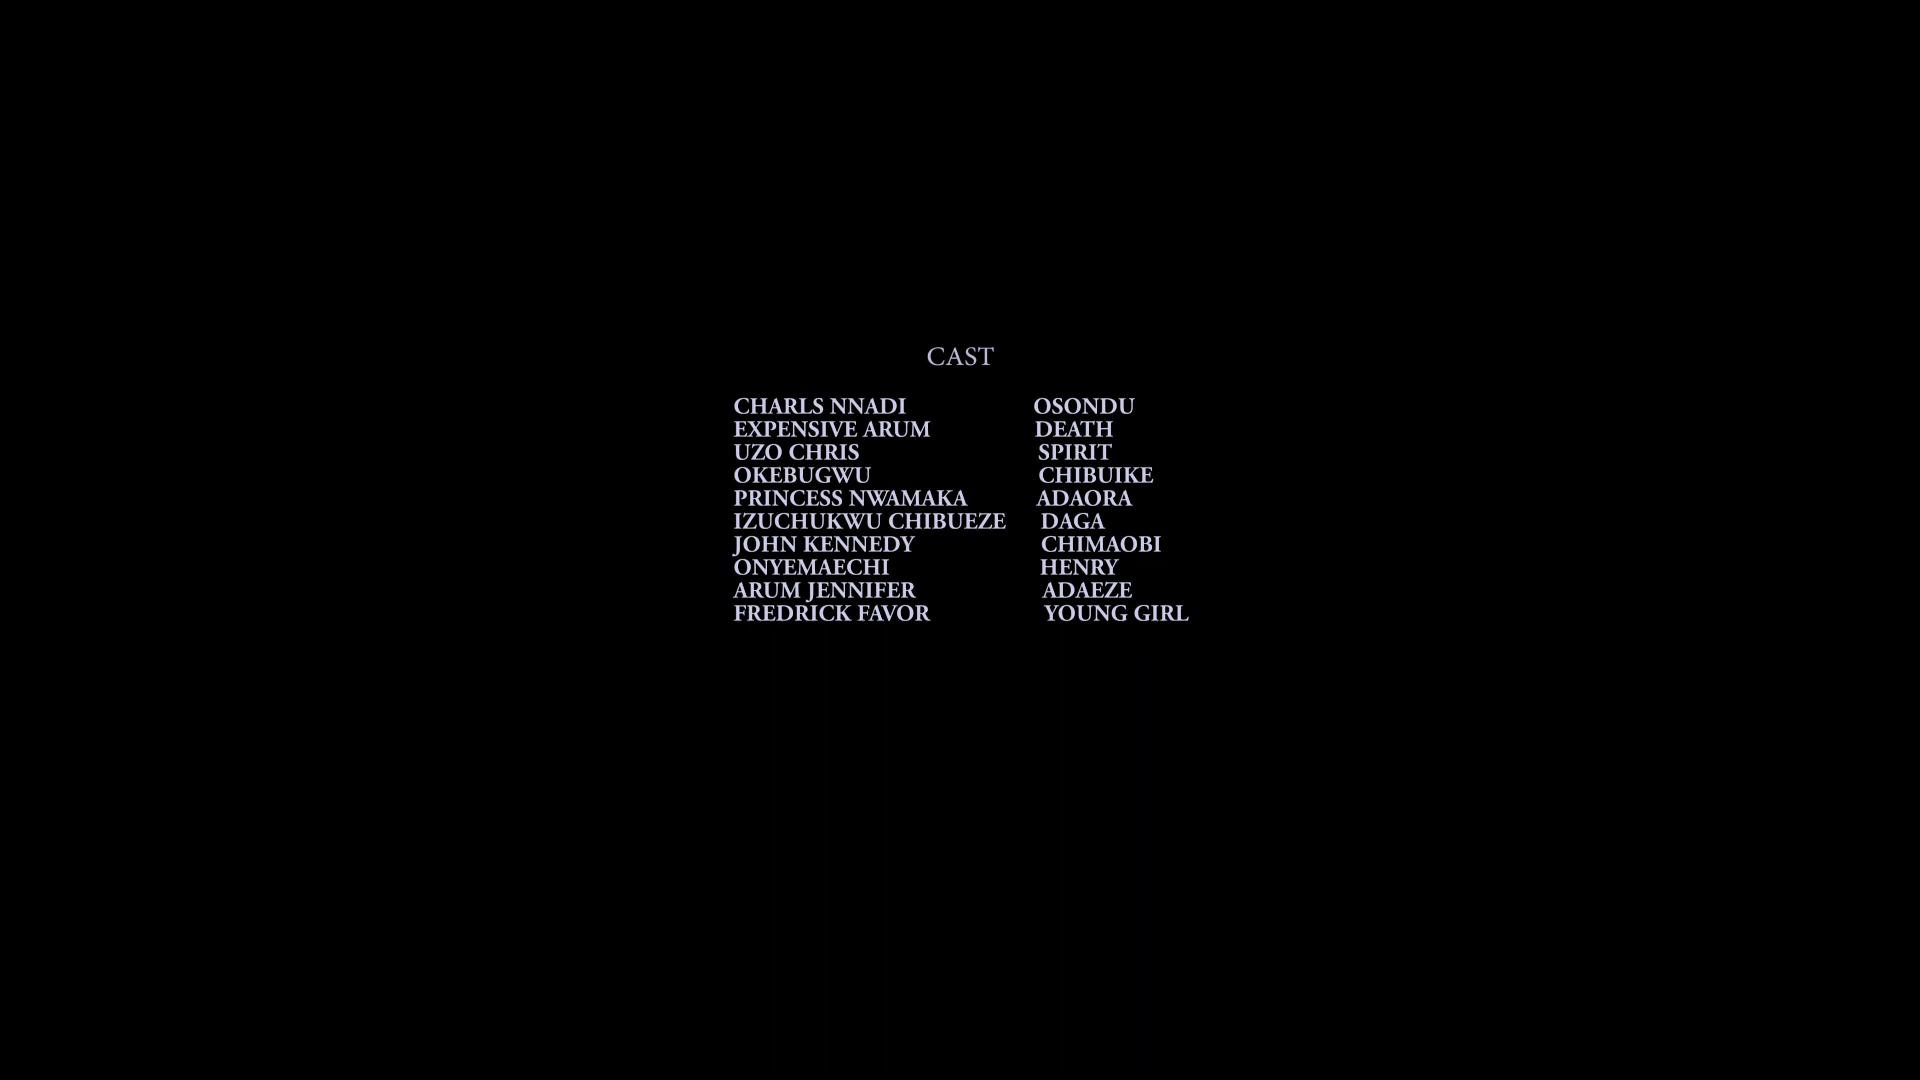 CAST
CHARLS NNADI OSONDU
EXPENSIVE ARUM DEATH
UZO CHRIS SPIRIT
OKEBUGWU CHIBUIKE
PRINCESS NWAMAKA ADAORA
IZUCHUKWU CHIBUEZE DAGA
JOHN KENNEDY CHIMAOBI
ONYEMAECHI HENRY
ARUM JENNIFER ADAEZE
FREDRICK FAVOR YOUNG GIRL